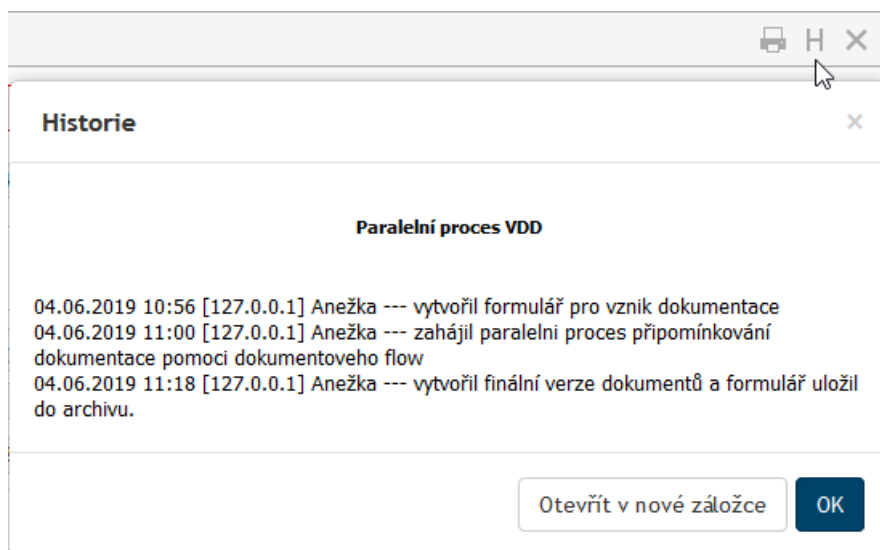 H
Historie
Paralelní proces VDD
04.06.2019 10:56 [127.0.0.1] Anežka --- vytvořil formulář pro vznik dokumentace
04.06.2019 11:00 [127.0.0.1] Anežka --- zahájil paralelni proces připomínkování
dokumentace pomoci dokumentoveho flow
04.06.2019 11:18 [127.0.0.1] Anežka --- vytvořil finální verze dokumentů a formulář uložil
do archivu.
Otevřít v nové záložce
OK